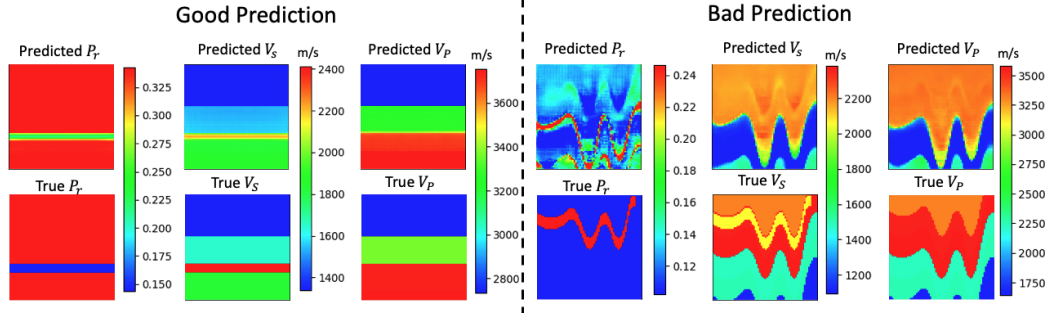 Good Prediction
Predicted P_r
Predicted V_S
m/s
Predicted V_P
m/s
0.325
0.300
0.275
0.250
0.225
0.200
0.175
0.150
2400
2200
2000
1800
1600
1400
3600
3400
3200
3000
2800
True P_r
True V_S
True V_P
Bad Prediction
Predicted P_r
Predicted V_s
m/s
Predicted V_P
m/s
0.24
0.22
0.20
0.18
0.16
0.14
0.12
2200
2000
1800
1600
1400
1200
3500
3250
3000
2750
2500
2250
2000
1750
True P_r
True V_S
True V_P